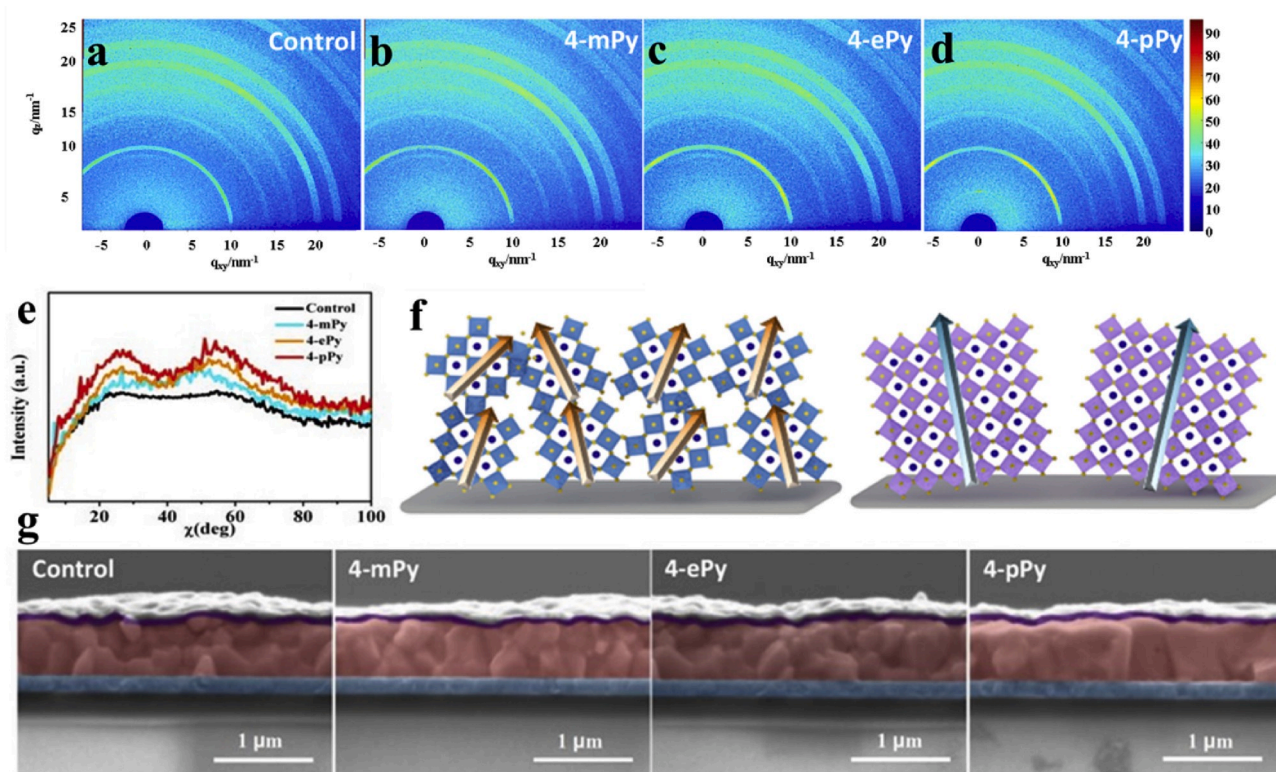 a Control
b 4-mPy
c 4-ePy
d 4-pPy
25
20
15
10
5
qz/nm-1
-5 0 5 10 15 20
qxy/nm-1
-5 0 5 10 15 20
qxy/nm-1
-5 0 5 10 15 20
qxy/nm-1
-5 0 5 10 15 20
qxy/nm-1
90
80
70
60
50
40
30
20
10
0
e
Control
4-mPy
4-ePy
4-pPy
Intensity (a.u.)
20 40 60 80 100
χ(deg)
f
g
Control
4-mPy
4-ePy
4-pPy
1 μm
1 μm
1 μm
1 μm